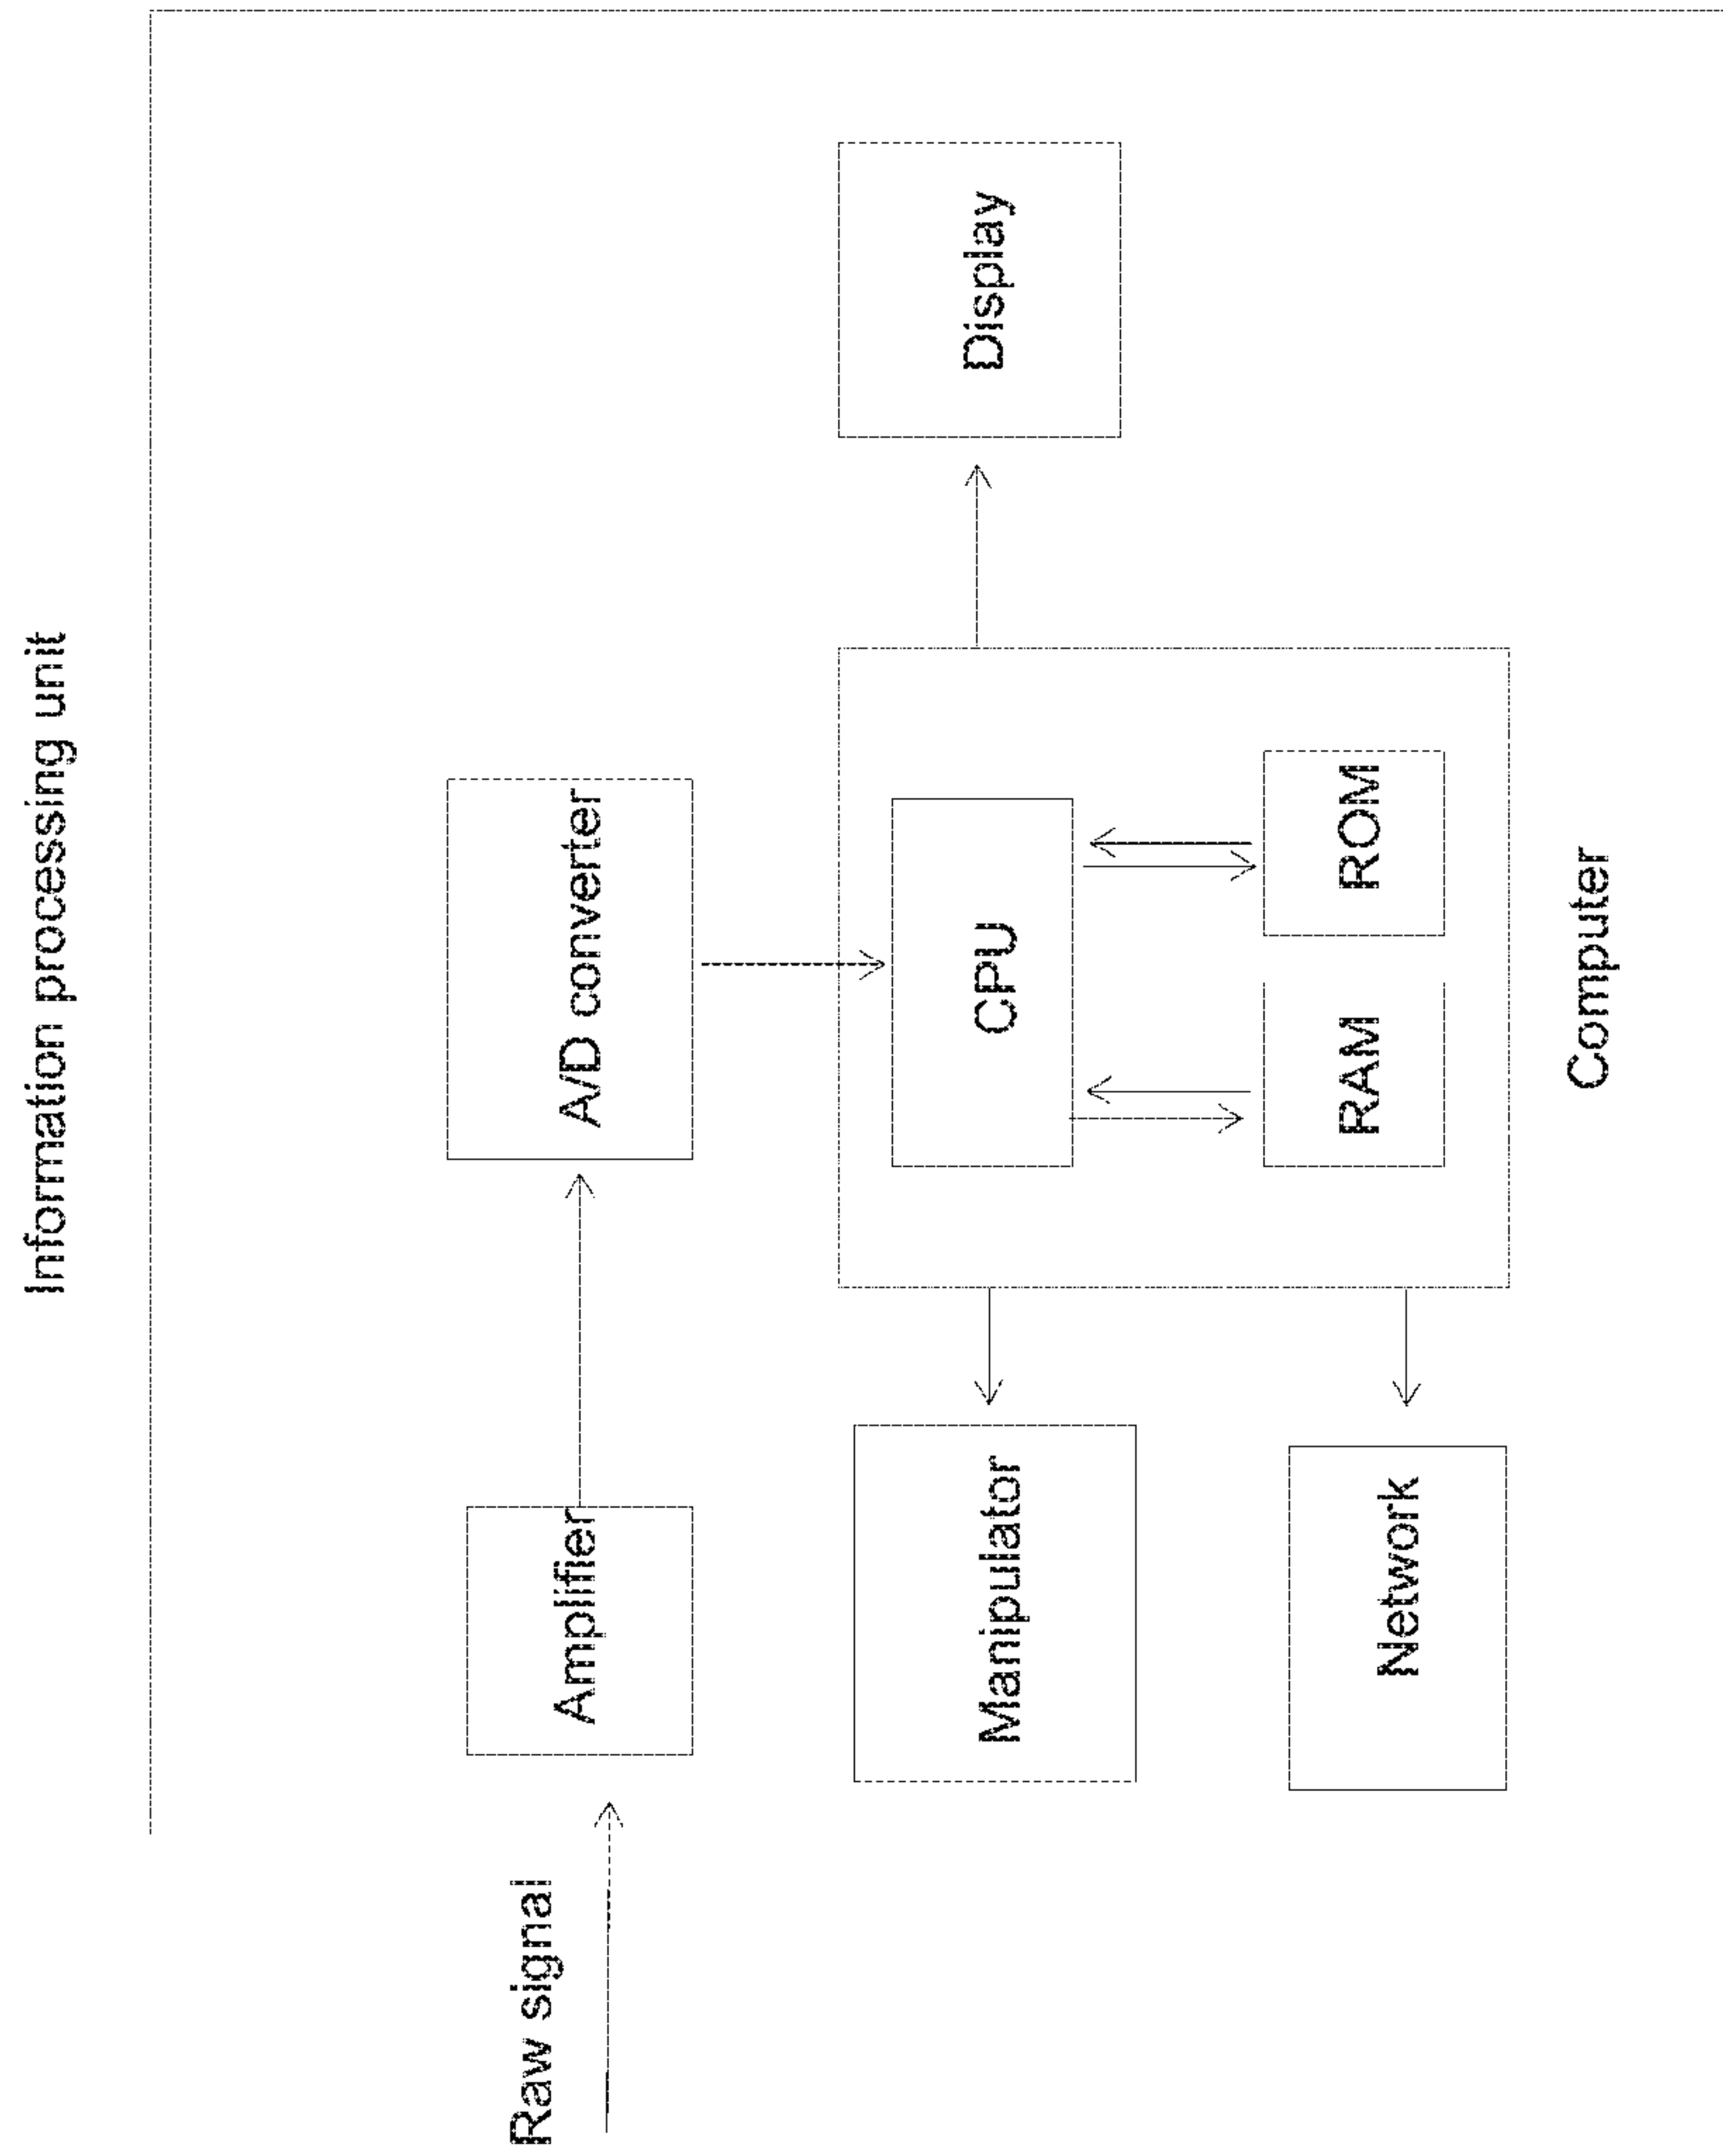 Information processing unit
Raw signal
Amplifier
A/D converter
Manipulator
CPU
Display
Network
RAM
ROM
Computer